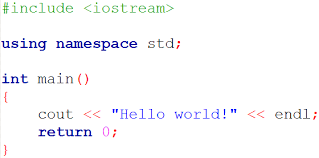 #include <iostream>
using namespace std;
int main()
{
    cout << "Hello world!" << endl;
    return 0;
}